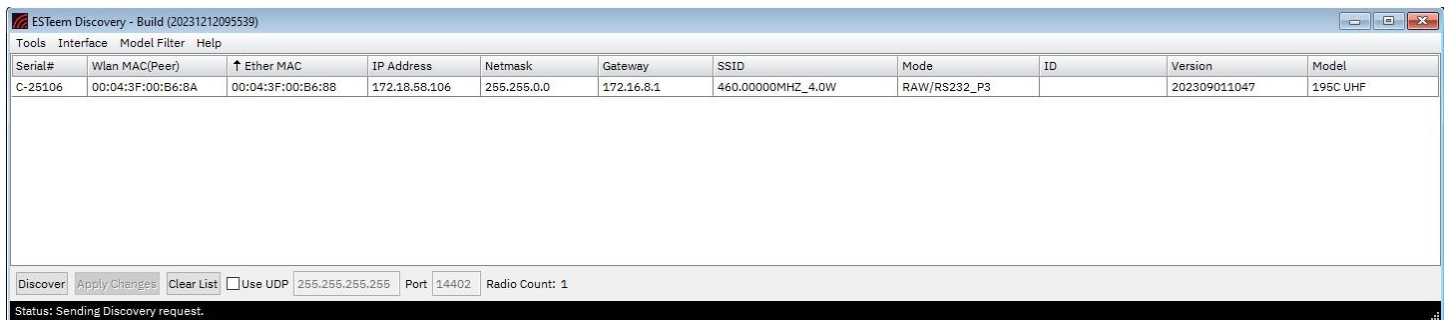 ESTeem Discovery - Build (20231212095539)
Tools Interface Model Filter Help
Serial# Wlan MAC(Peer) ↑ Ether MAC IP Address Netmask Gateway SSID Mode ID Version Model
C-25106 00:04:3F:00:B6:8A 00:04:3F:00:B6:88 172.18.58.106 255.255.0.0 172.16.8.1 460.00000MHZ_4.0W RAW/RS232_P3 202309011047 195C UHF
Discover Apply Changes Clear List Use UDP 255.255.255.255 Port 14402 Radio Count: 1
Status: Sending Discovery request.